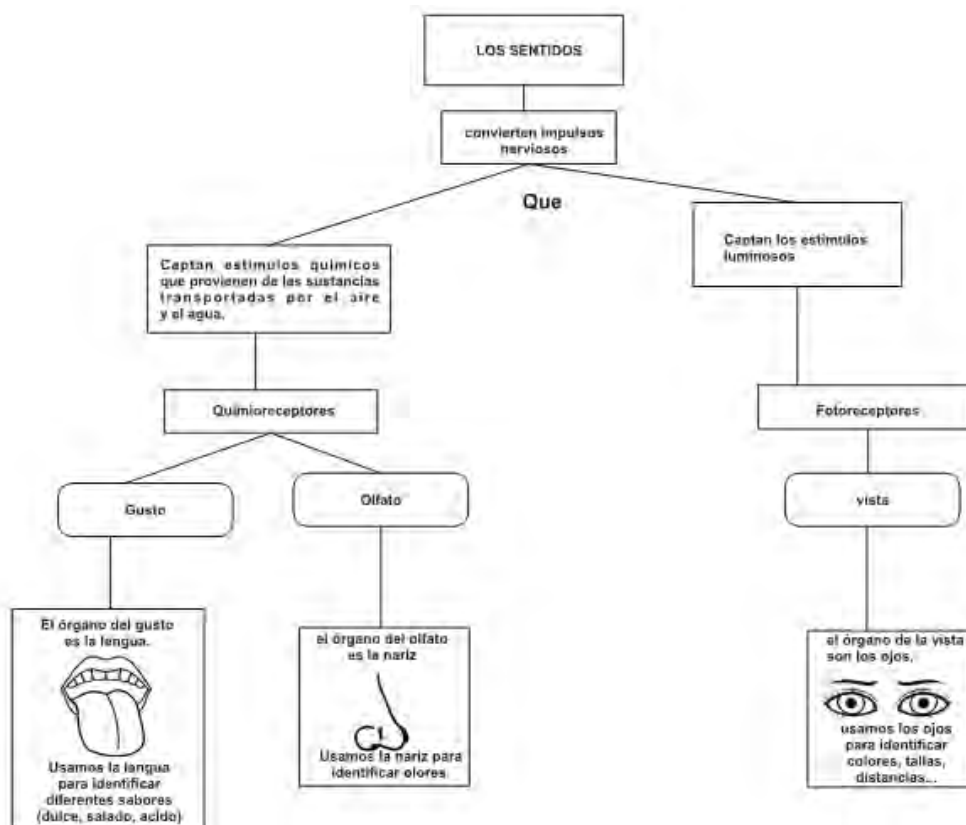 LOS SENTIDOS
convierten impulsos
nerviosos
Que
Captan estimulos quimicos
que provienen de las sustancias
transportadas por el aire
y el agua.
Captan los estimulos
luminosos
Quimioreceptores
Fotoreceptores
Gusto
Olfato
vista
El órgano del gusto
es la lengua.
Usamos la lengua
para identificar
diferentes sabores
(dulce, salado, acido)
el órgano del olfato
es la nariz
Usamos la nariz para
identificar olores
el órgano de la vista
son los ojos.
usamos los ojos
para identificar
colores, tallas,
distancias...